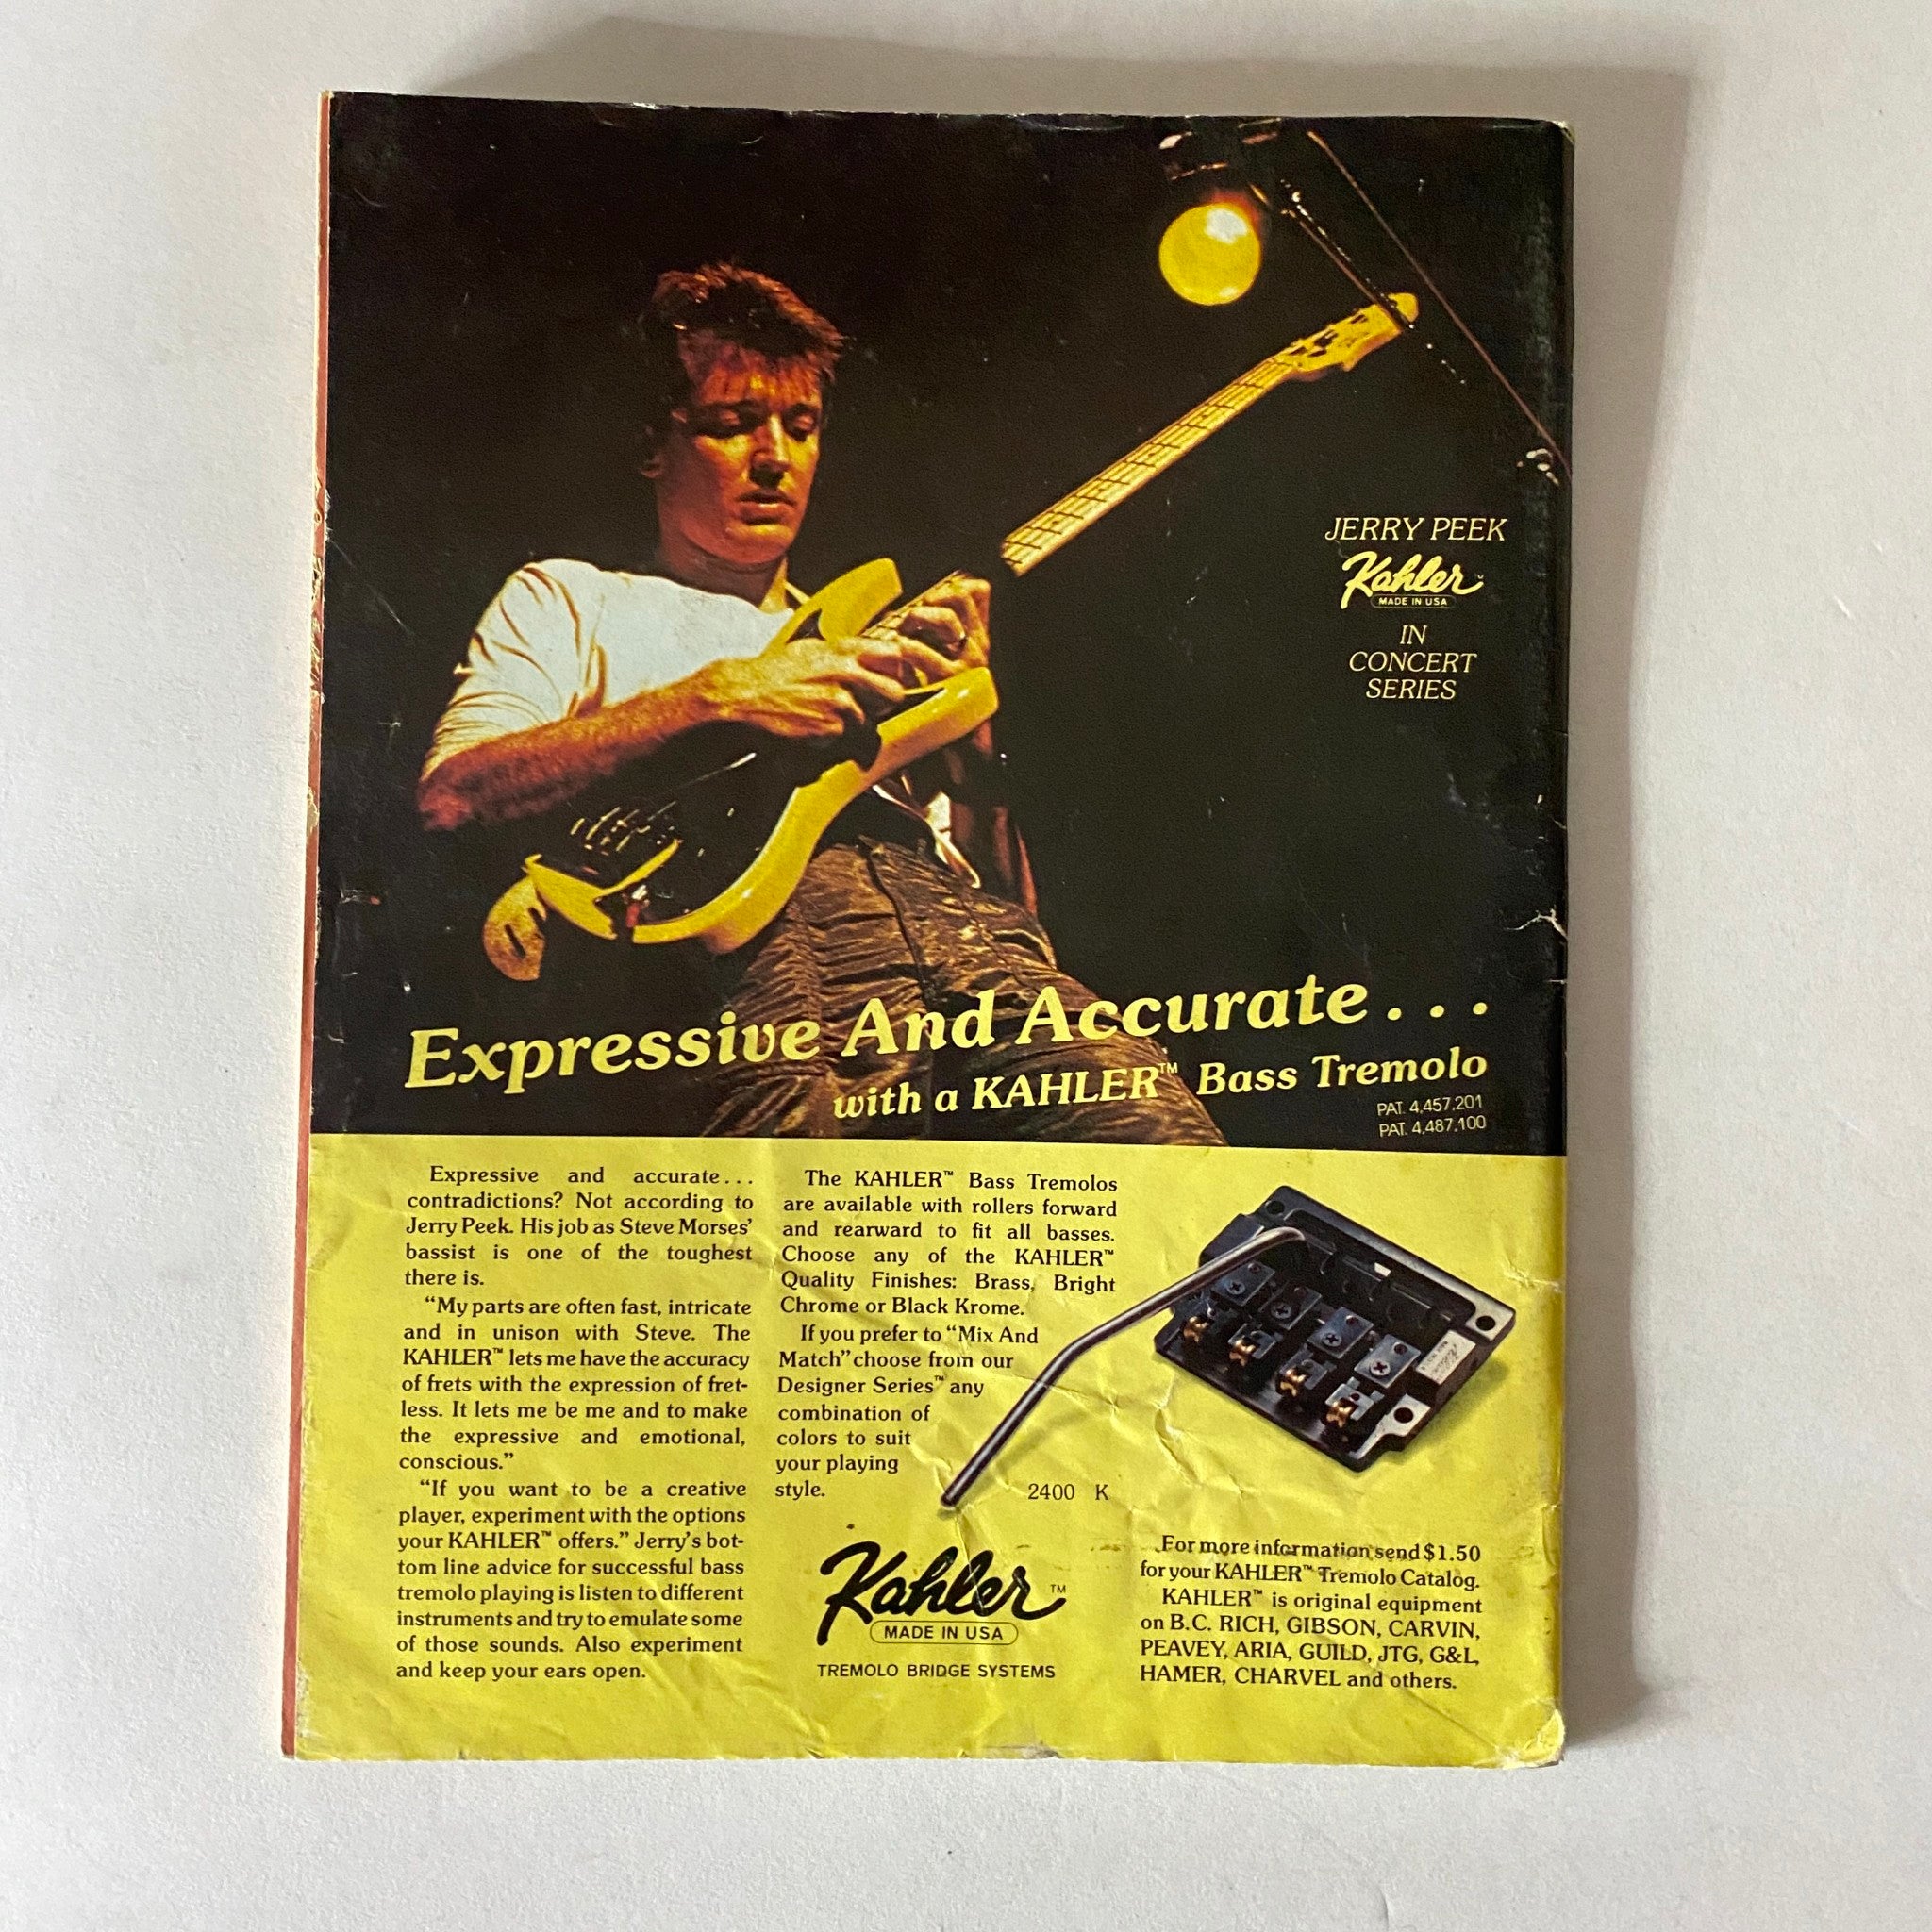 JERRY PEEK
Kahler
MADE IN USA
IN
CONCERT
SERIES
Expressive And Accurate...
with a KAHLER™ Bass Tremolo
PAT. 4,457,201
PAT. 4,487,100
Expressive and accurate...
contradictions? Not according to
Jerry Peek. His job as Steve Morses'
bassist is one of the toughest
there is.
"My parts are often fast, intricate
and in unison with Steve. The
KAHLER™ lets me have the accuracy
of frets with the expression of fret-
less. It lets me be me and to make
the expressive and emotional,
conscious."
"If you want to be a creative
player, experiment with the options
your KAHLER™ offers." Jerry's bot-
tom line advice for successful bass
tremolo playing is listen to different
instruments and try to emulate some
of those sounds. Also experiment
and keep your ears open.
The KAHLER™ Bass Tremolos
are available with rollers forward
and rearward to fit all basses.
Choose any of the KAHLER™
Quality Finishes: Brass, Bright
Chrome or Black Krome.
If you prefer to "Mix And
Match" choose from our
Designer Series™ any
combination of
colors to suit
your playing
style.
2400 K
Kahler™
MADE IN USA
TREMOLO BRIDGE SYSTEMS
For more information send $1.50
for your KAHLER™ Tremolo Catalog.
KAHLER™ is original equipment
on B.C. RICH, GIBSON, CARVIN,
PEAVEY, ARIA, GUILD, JTG, G&L,
HAMER, CHARVEL and others.